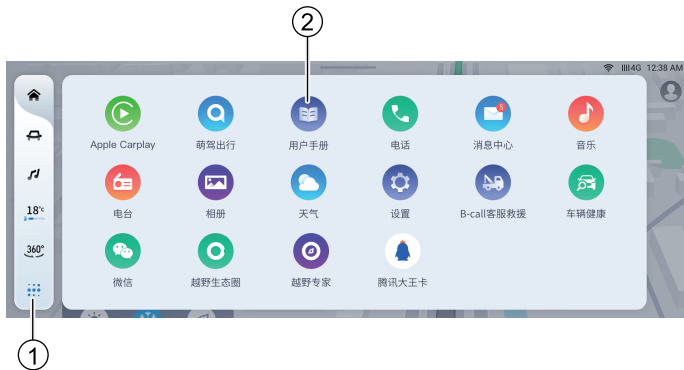 ②
4G 12:38 AM
Apple Carplay 萌驾出行 用户手册 电话 消息中心 5 音乐
18℃
电台 相册 天气 设置 B-call客服救援 车辆健康
360°
微信 越野生态圈 越野专家 腾讯大王卡
①